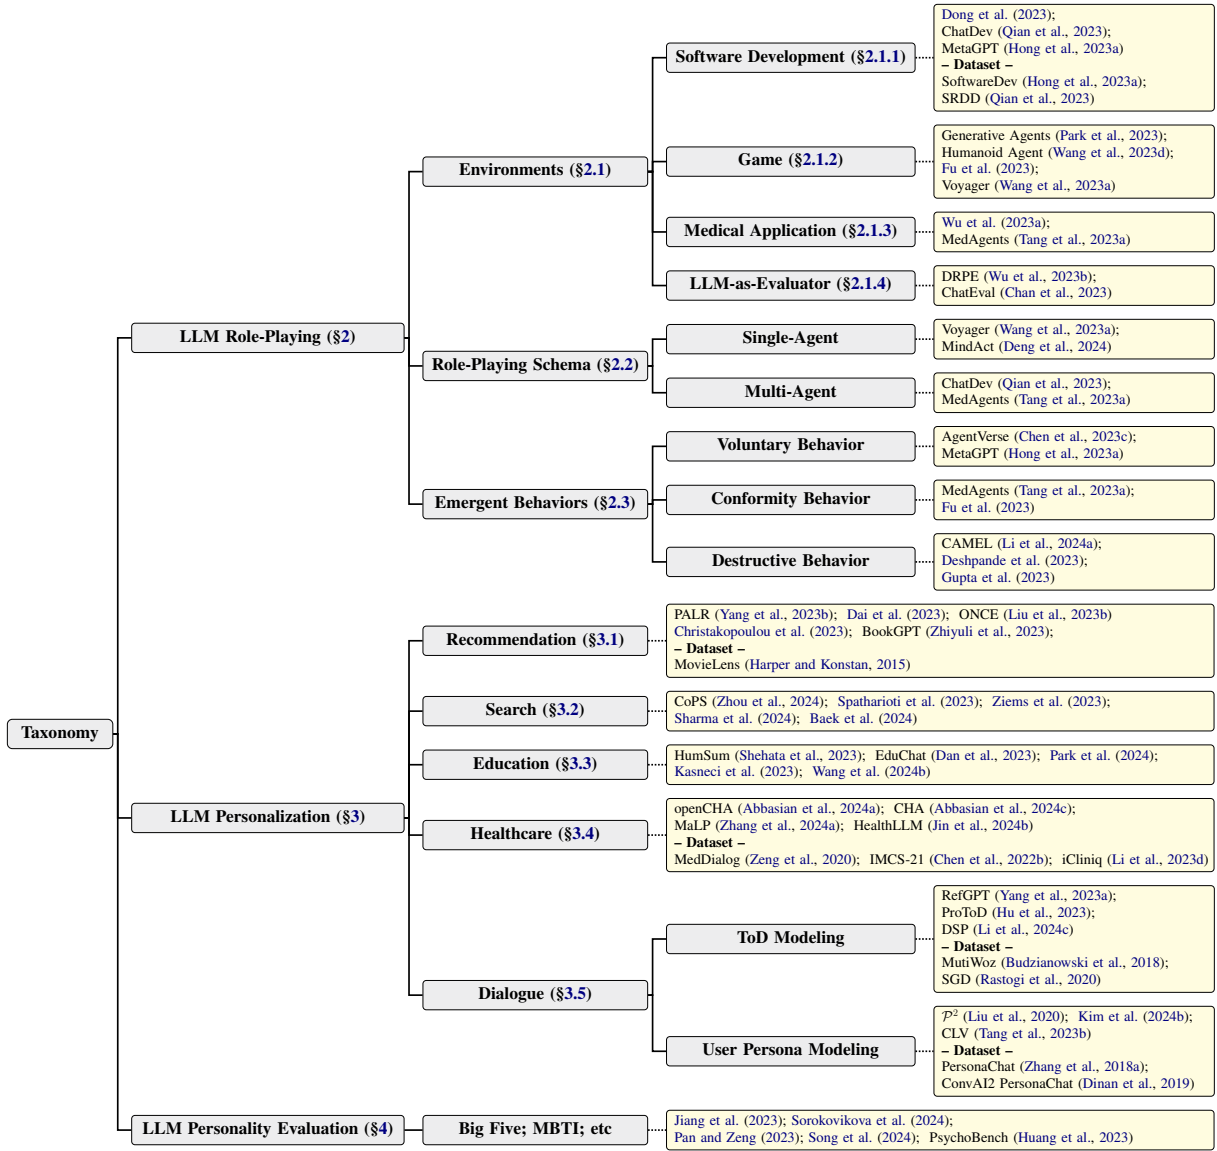 Taxonomy
LLM Role-Playing (§2)
Environments (§2.1)
Software Development (§2.1.1)
Dong et al. (2023);
ChatDev (Qian et al., 2023);
MetaGPT (Hong et al., 2023a)
– Dataset –
SoftwareDev (Hong et al., 2023a);
SRDD (Qian et al., 2023)
Game (§2.1.2)
Generative Agents (Park et al., 2023);
Humanoid Agent (Wang et al., 2023d);
Fu et al. (2023);
Voyager (Wang et al., 2023a)
Medical Application (§2.1.3)
Wu et al. (2023a);
MedAgents (Tang et al., 2023a)
LLM-as-Evaluator (§2.1.4)
DRPE (Wu et al., 2023b);
ChatEval (Chan et al., 2023)
Role-Playing Schema (§2.2)
Single-Agent
Voyager (Wang et al., 2023a);
MindAct (Deng et al., 2024)
Multi-Agent
ChatDev (Qian et al., 2023);
MedAgents (Tang et al., 2023a)
Emergent Behaviors (§2.3)
Voluntary Behavior
AgentVerse (Chen et al., 2023c);
MetaGPT (Hong et al., 2023a)
Conformity Behavior
MedAgents (Tang et al., 2023a);
Fu et al. (2023)
Destructive Behavior
CAMEL (Li et al., 2024a);
Deshpande et al. (2023);
Gupta et al. (2023)
LLM Personalization (§3)
Recommendation (§3.1)
PALR (Yang et al., 2023b); Dai et al. (2023); ONCE (Liu et al., 2023b)
Christakopoulou et al. (2023); BookGPT (Zhiyuli et al., 2023);
– Dataset –
MovieLens (Harper and Konstan, 2015)
Search (§3.2)
CoPS (Zhou et al., 2024); Spatharioti et al. (2023); Ziems et al. (2023);
Sharma et al. (2024); Baek et al. (2024)
Education (§3.3)
HumSum (Shehata et al., 2023); EduChat (Dan et al., 2023); Park et al. (2024);
Kasneci et al. (2023); Wang et al. (2024b)
Healthcare (§3.4)
openCHA (Abbasian et al., 2024a); CHA (Abbasian et al., 2024c);
MaLP (Zhang et al., 2024a); HealthLLM (Jin et al., 2024b)
– Dataset –
MedDialog (Zeng et al., 2020); IMCS-21 (Chen et al., 2022b); iCliniq (Li et al., 2023d)
Dialogue (§3.5)
ToD Modeling
RefGPT (Yang et al., 2023a);
ProToD (Hu et al., 2023);
DSP (Li et al., 2024c)
– Dataset –
MutiWoz (Budzianowski et al., 2018);
SGD (Rastogi et al., 2020)
User Persona Modeling
𝒫² (Liu et al., 2020); Kim et al. (2024b);
CLV (Tang et al., 2023b)
– Dataset –
PersonaChat (Zhang et al., 2018a);
ConvAI2 PersonaChat (Dinan et al., 2019)
LLM Personality Evaluation (§4)
Big Five; MBTI; etc
Jiang et al. (2023); Sorokovikova et al. (2024);
Pan and Zeng (2023); Song et al. (2024); PsychoBench (Huang et al., 2023)